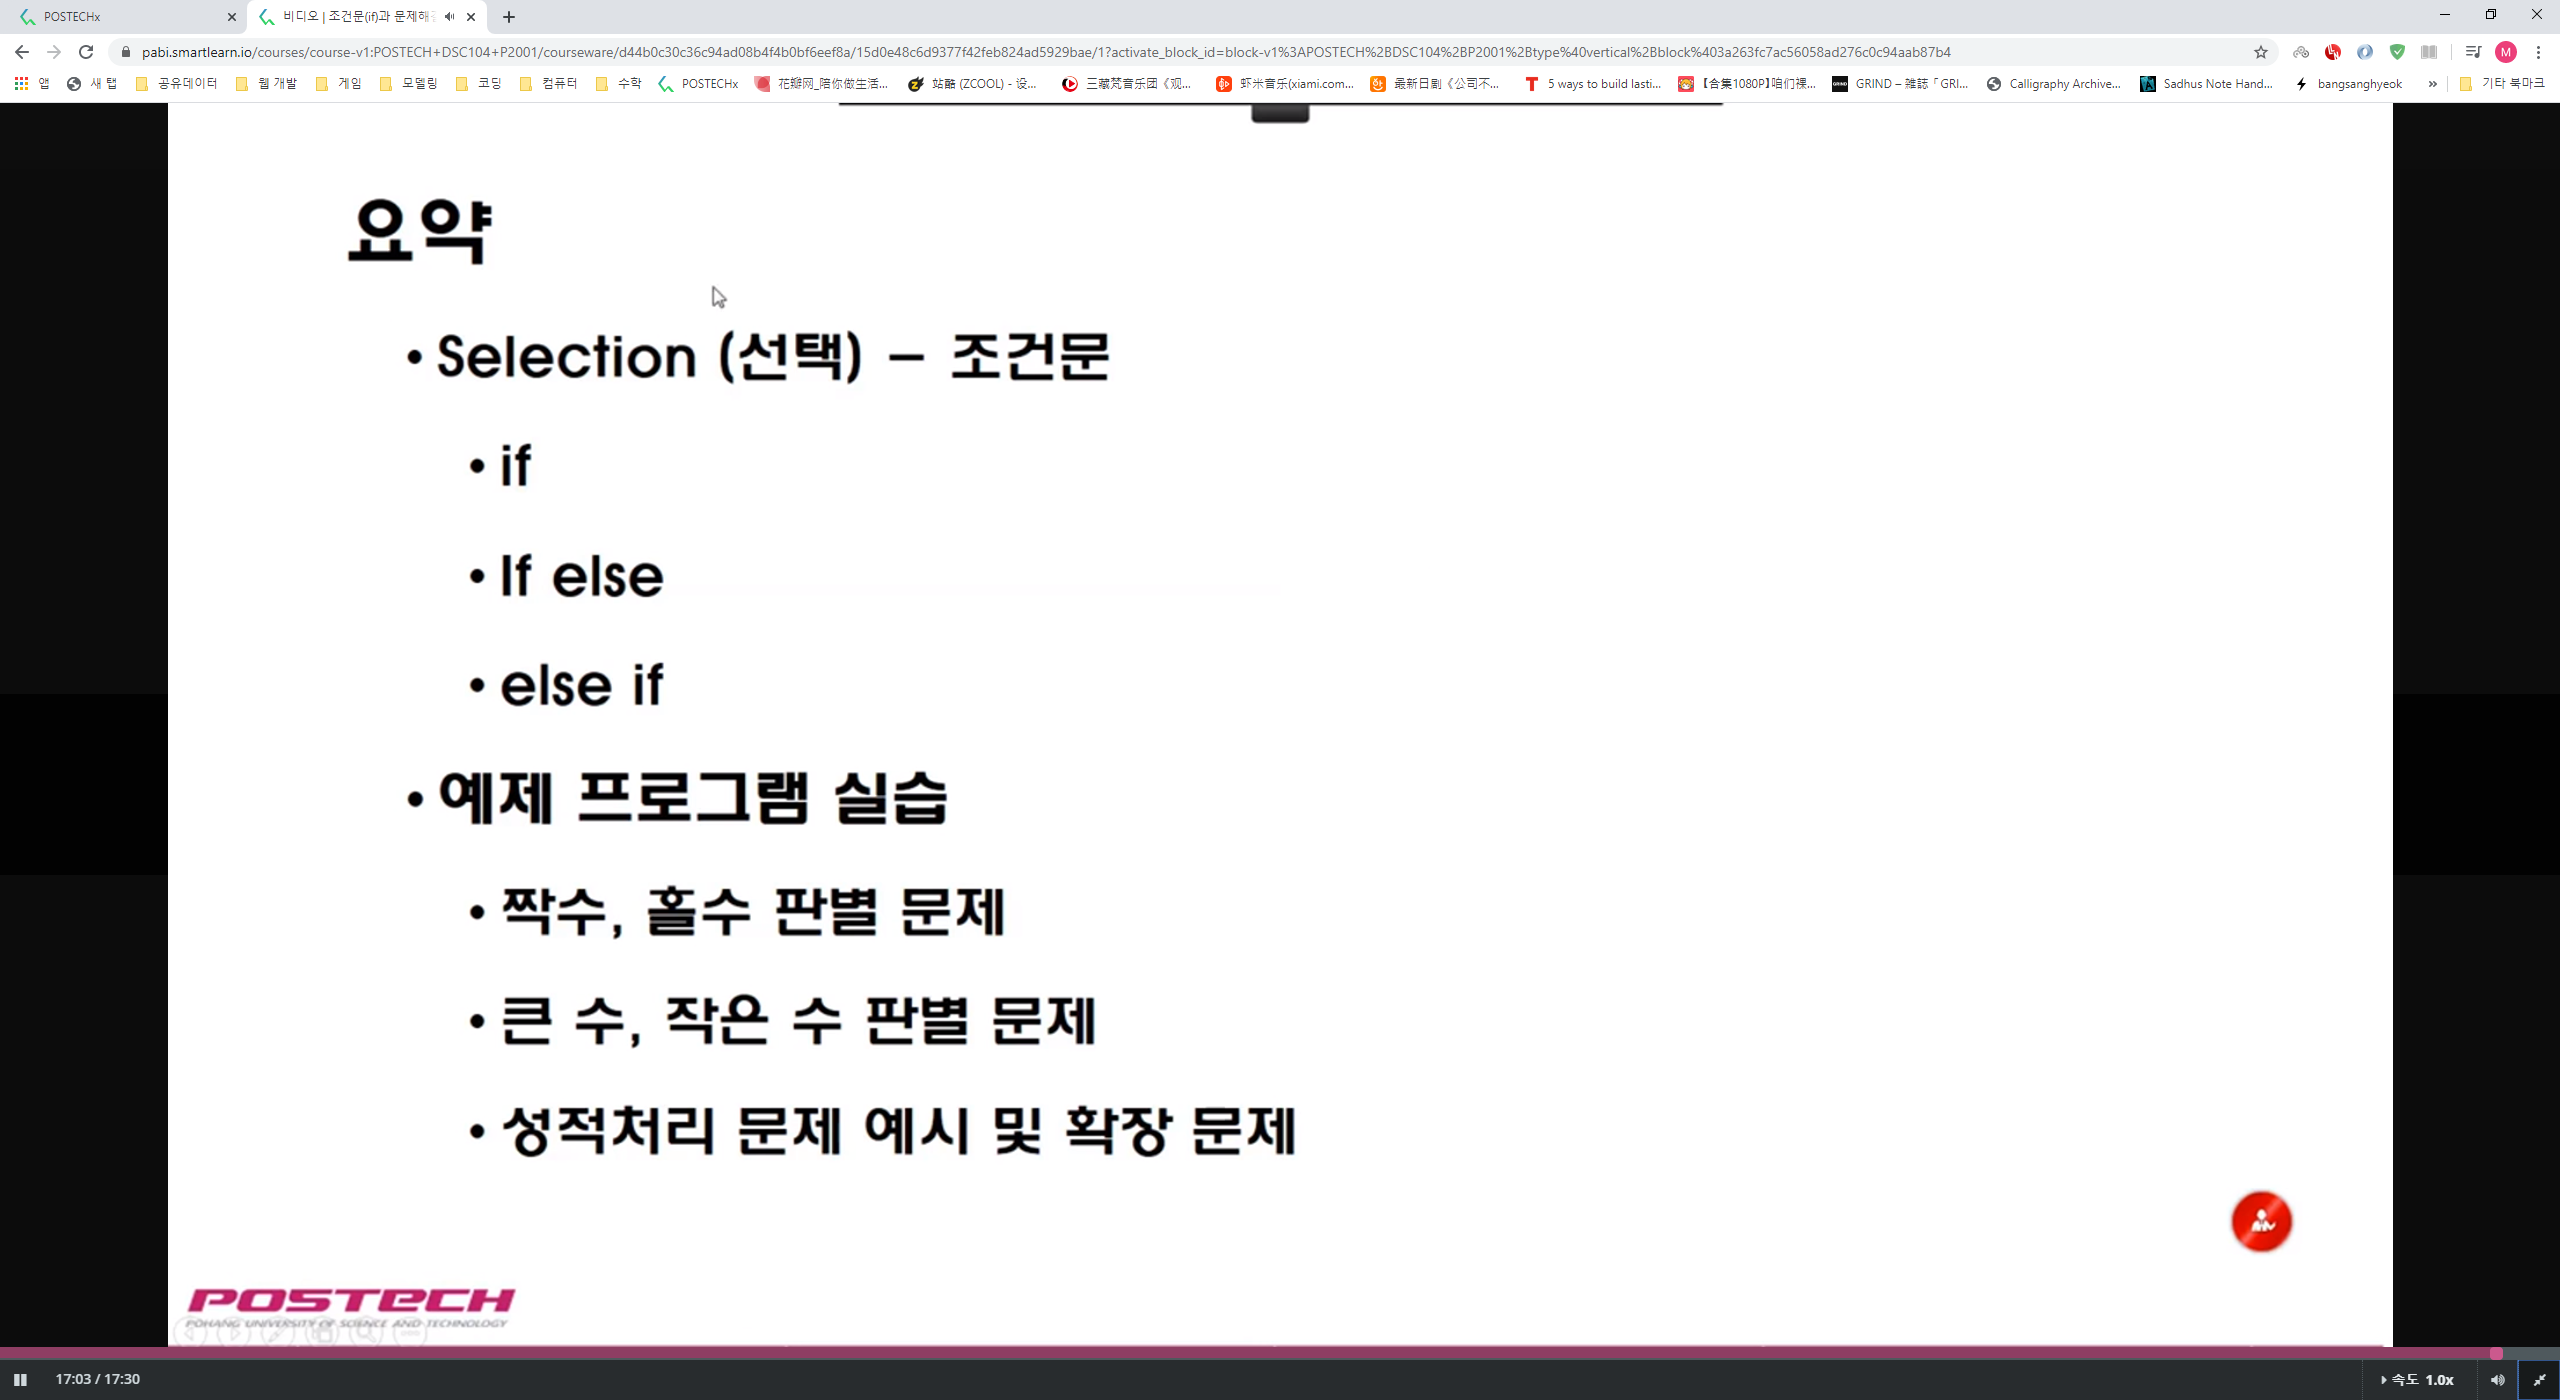 POSTECHx
비디오 | 조건문(if)과 문제해
pabi.smartlearn.io/courses/course-v1:POSTECH+DSC104+P2001/courseware/d44b0c30c36c94ad08b4f4b0bf6eef8a/15d0e48c6d9377f42feb824ad5929bae/1?activate_block_id=block-v1%3APOSTECH%2BDSC104%2BP2001%2Btype%40vertical%2Bblock%403a263fc7ac56058ad276c0c94aab87b4
앱 새 탭 공유데이터 웹 개발 게임 모델링 코딩 컴퓨터 수학 POSTECHx 花瓣网_陪你做生活... 站酷 (ZCOOL) - 设... 三藏梵音乐团《观... 虾米音乐(xiami.com... 最新日剧《公司不... 5 ways to build lasti... 【合集1080P】咱们裸... GRIND – 雑誌「GRI... Calligraphy Archive... Sadhus Note Hand... bangsanghyeok » 기타 북마크
요약
• Selection (선택) – 조건문
• if
• If else
• else if
• 예제 프로그램 실습
• 짝수, 홀수 판별 문제
• 큰 수, 작은 수 판별 문제
• 성적처리 문제 예시 및 확장 문제
POSTECH
POHANG UNIVERSITY OF SCIENCE AND TECHNOLOGY
17:03 / 17:30
속도 1.0x